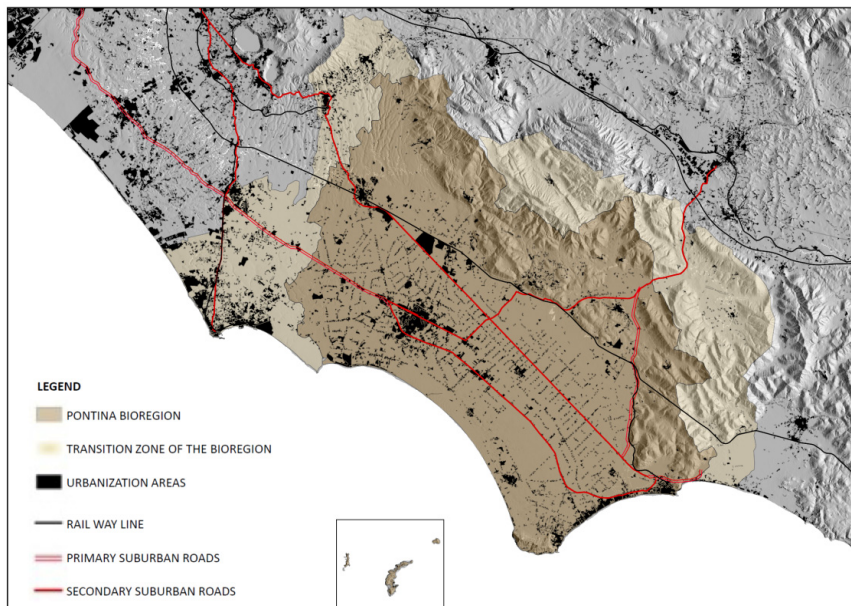 LEGEND
PONTINA BIOREGION
TRANSITION ZONE OF THE BIOREGION
URBANIZATION AREAS
RAIL WAY LINE
PRIMARY SUBURBAN ROADS
SECONDARY SUBURBAN ROADS